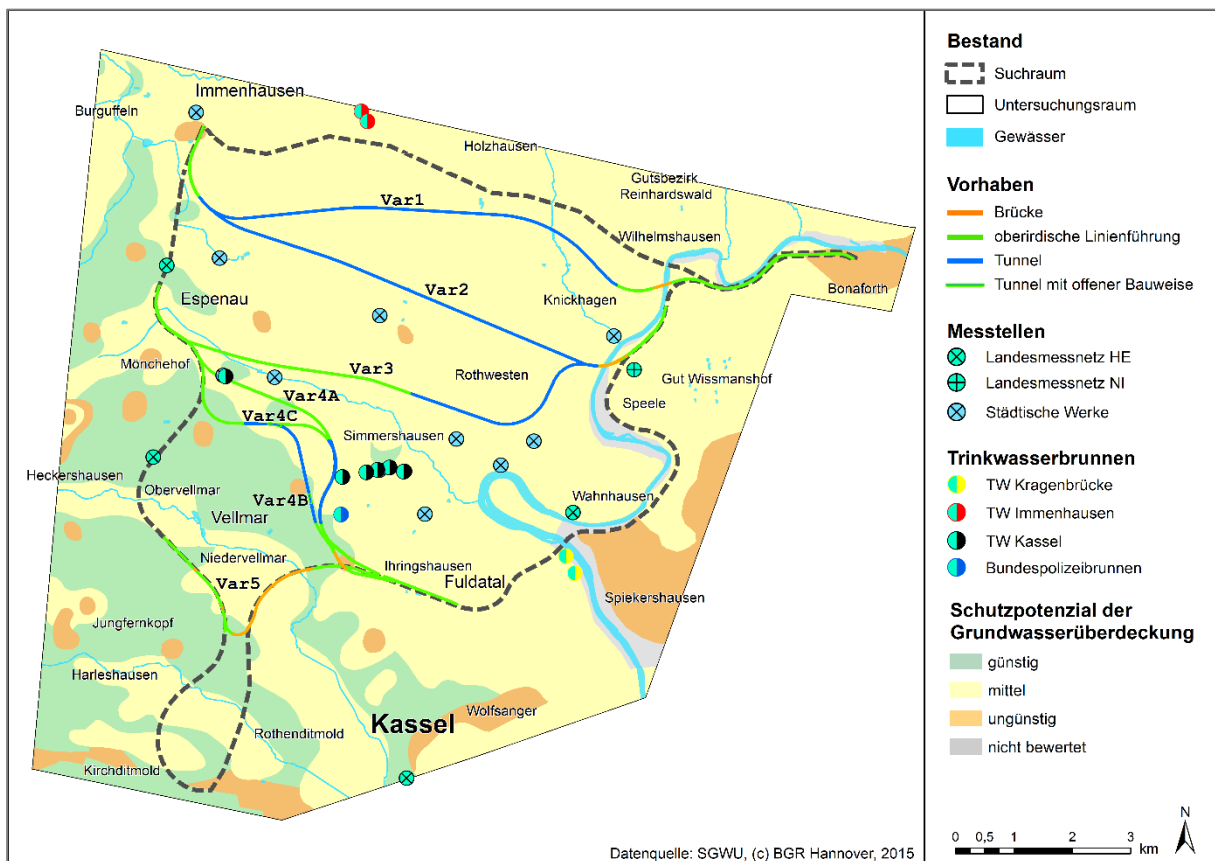 Immenhausen
Burguffeln
Holzhausen
Gutsbezirk
Reinhardswald
Var1
Wilhelmshausen
Bonaforth
Espenau
Var2
Knickhagen
Mönchehof
Var3
Rothwesten
Gut Wissmanshof
Speele
Var4A
Var4C
Simmershausen
Heckershausen
Obervellmar
Var4B
Wahnhausen
Vellmar
Niedervellmar
Ihringshausen
Var5
Fuldatal
Spiekershausen
Jungfernkopf
Harleshausen
Kassel
Wolfsanger
Rothenditmold
Kirchditmold
Datenquelle: SGWU, (c) BGR Hannover, 2015
Bestand
Suchraum
Untersuchungsraum
Gewässer
Vorhaben
Brücke
oberirdische Linienführung
Tunnel
Tunnel mit offener Bauweise
Messtellen
Landesmessnetz HE
Landesmessnetz NI
Städtische Werke
Trinkwasserbrunnen
TW Kragenbrücke
TW Immenhausen
TW Kassel
Bundespolizeibrunnen
Schutzpotenzial der
Grundwasserüberdeckung
günstig
mittel
ungünstig
nicht bewertet
N
0 0,5 1 2 3
km